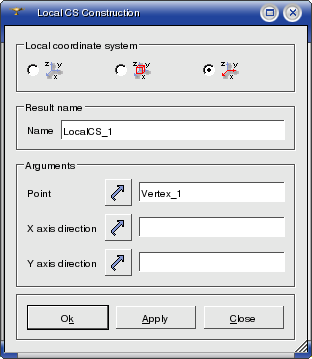 Local CS Construction
Local coordinate system
z y x z y x z y x
Result name
Name LocalCS_1
Arguments
Point Vertex_1
X axis direction
Y axis direction
Ok Apply Close